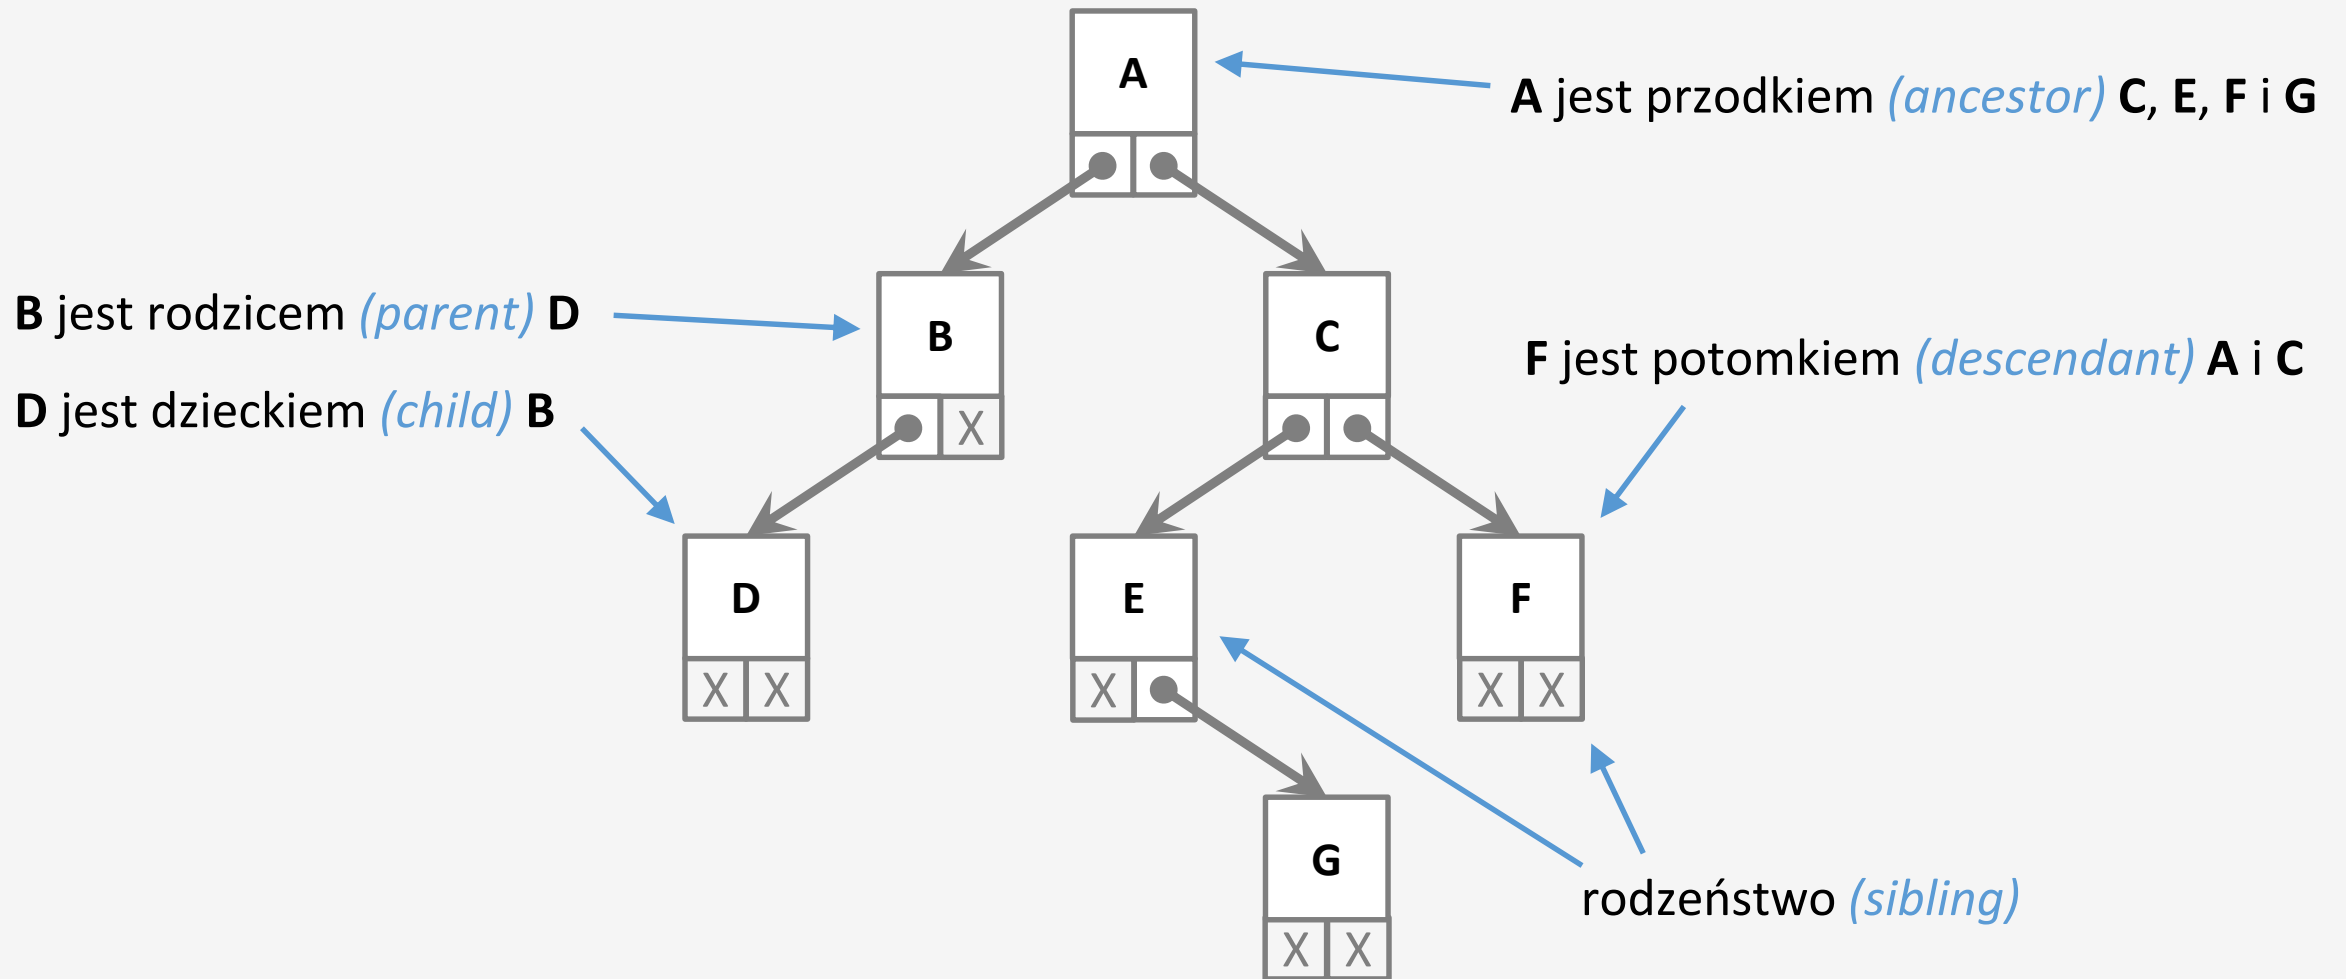 A
A jest przodkiem (ancestor) C, E, F i G
B jest rodzicem (parent) D
B
C
F jest potomkiem (descendant) A i C
D jest dzieckiem (child) B
X
D
E
F
X X
X
X X
G
rodzeństwo (sibling)
X X